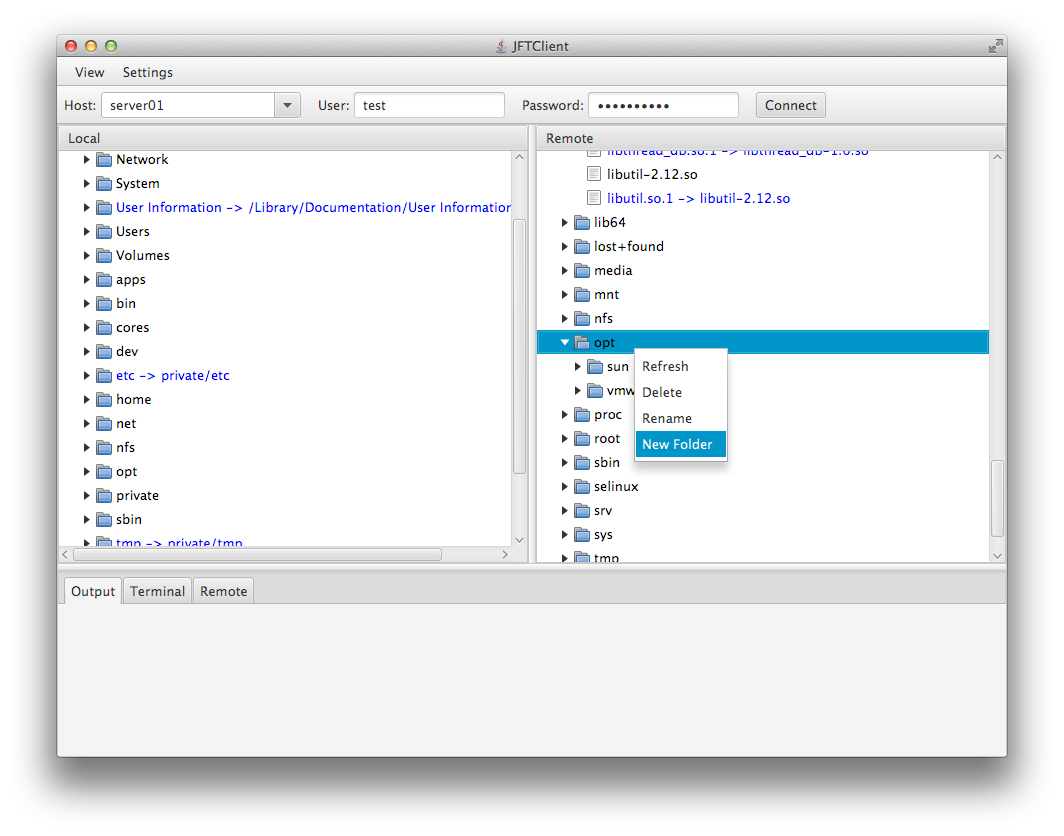 JFTClient
View Settings
Host: server01 User: test Password: •••••••••• Connect
Local
Network
System
User Information -> /Library/Documentation/User Information
Users
Volumes
apps
bin
cores
dev
etc -> private/etc
home
net
nfs
opt
private
sbin
tmp -> private/tmp
Remote
libthread_db.so.1 -> libthread_db-1.0.so
libutil-2.12.so
libutil.so.1 -> libutil-2.12.so
lib64
lost+found
media
mnt
nfs
opt
sun
vmw
proc
root
sbin
selinux
srv
sys
tmp
Refresh
Delete
Rename
New Folder
Output Terminal Remote